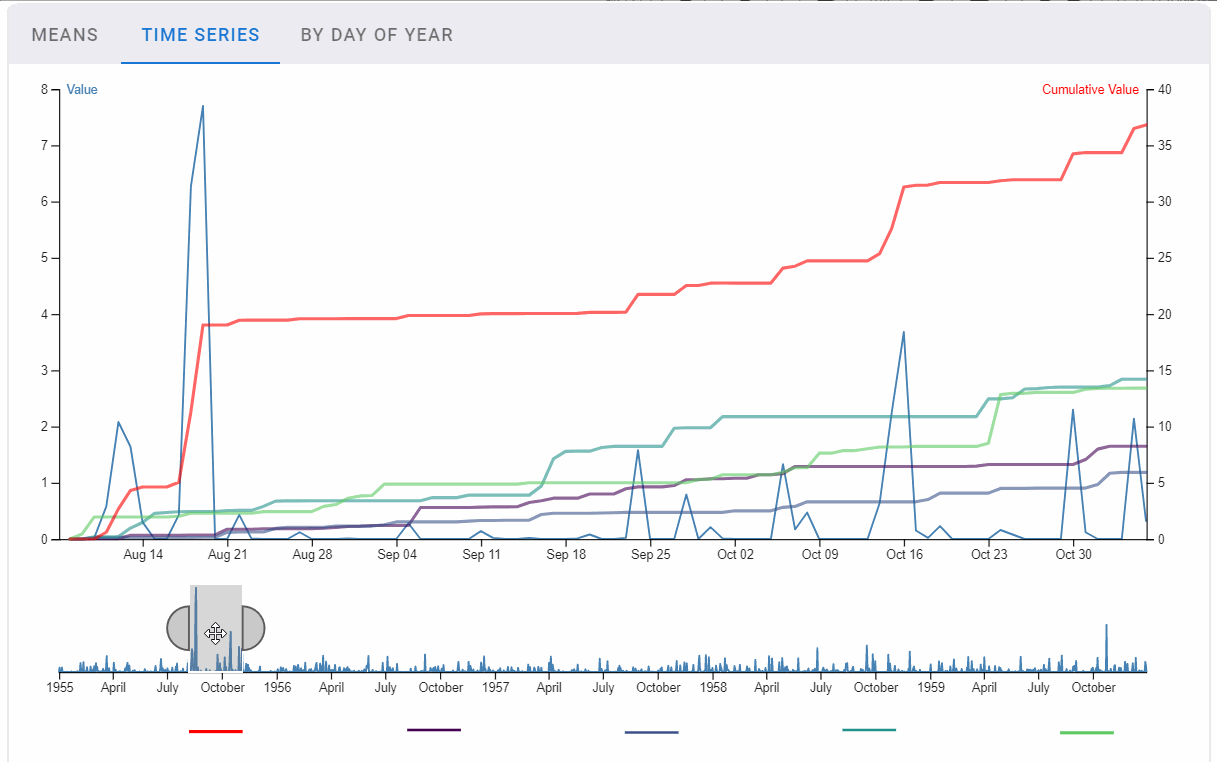 MEANS TIME SERIES BY DAY OF YEAR
8 Value Cumulative Value 40
7 35
6 30
5 25
4 20
3 15
2 10
1 5
0 0
Aug 14 Aug 21 Aug 28 Sep 04 Sep 11 Sep 18 Sep 25 Oct 02 Oct 09 Oct 16 Oct 23 Oct 30
1955 April July October 1956 April July October 1957 April July October 1958 April July October 1959 April July October